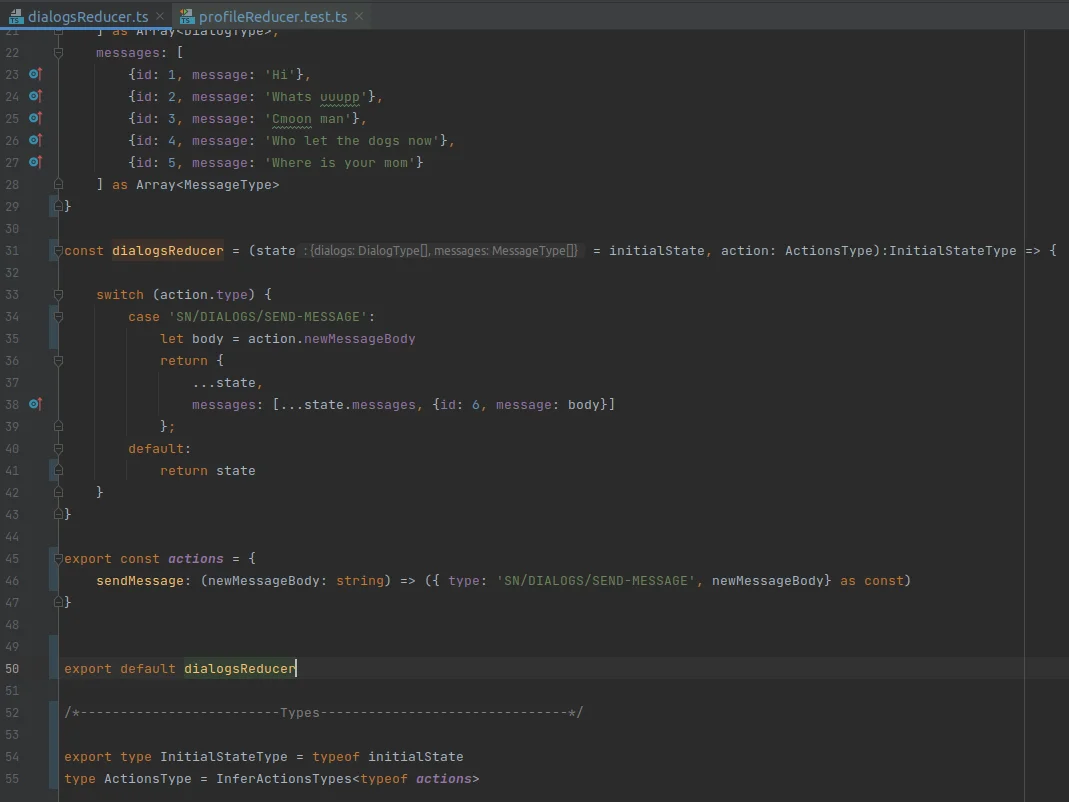 dialogsReducer.ts × profileReducer.test.ts ×
21 ] as Array<DialogType>,
22 messages: [
23 {id: 1, message: 'Hi'},
24 {id: 2, message: 'Whats uuupp'},
25 {id: 3, message: 'Cmoon man'},
26 {id: 4, message: 'Who let the dogs now'},
27 {id: 5, message: 'Where is your mom'}
28 ] as Array<MessageType>
29 }
30
31 const dialogsReducer = (state : {dialogs: DialogType[], messages: MessageType[]} = initialState, action: ActionsType):InitialStateType => {
32
33 switch (action.type) {
34 case 'SN/DIALOGS/SEND-MESSAGE':
35 let body = action.newMessageBody
36 return {
37 ...state,
38 messages: [...state.messages, {id: 6, message: body}]
39 };
40 default:
41 return state
42 }
43 }
44
45 export const actions = {
46 sendMessage: (newMessageBody: string) => ({ type: 'SN/DIALOGS/SEND-MESSAGE', newMessageBody} as const)
47 }
48
49
50 export default dialogsReducer
51
52 /*-------------------------Types-------------------------------*/
53
54 export type InitialStateType = typeof initialState
55 type ActionsType = InferActionsTypes<typeof actions>